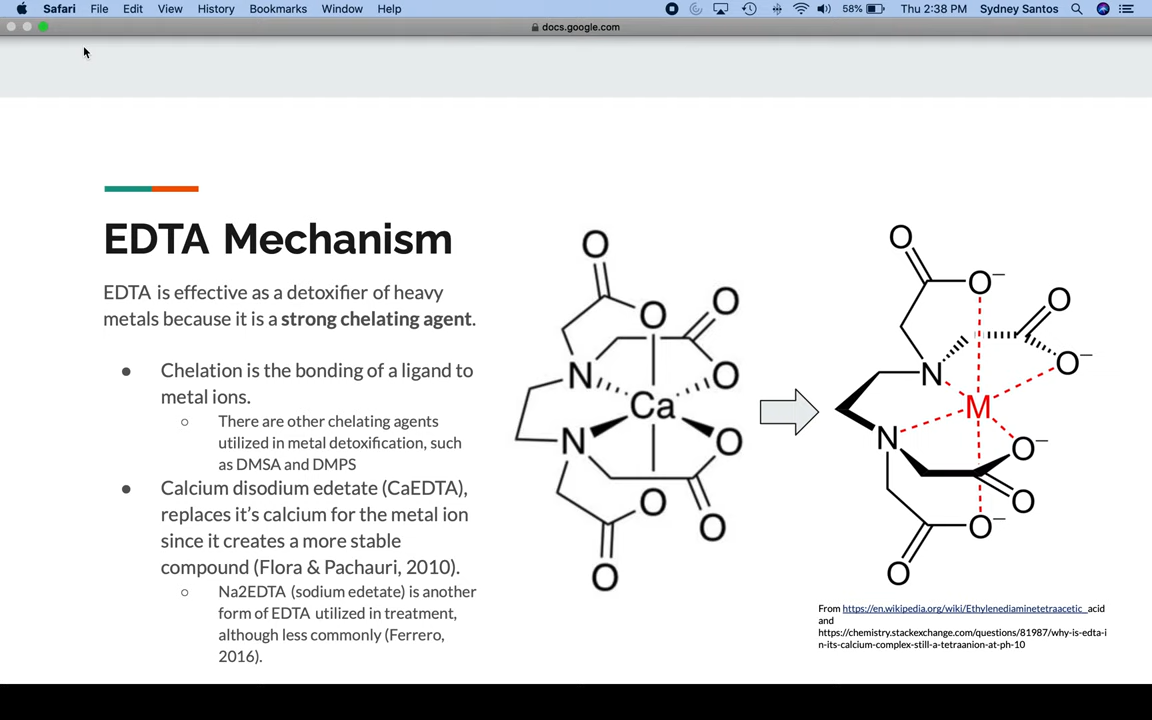 Safari File Edit View History Bookmarks Window Help 58% Thu 2:38 PM Sydney Santos
docs.google.com
EDTA Mechanism
EDTA is effective as a detoxifier of heavy
metals because it is a strong chelating agent.
● Chelation is the bonding of a ligand to
metal ions.
○ There are other chelating agents
utilized in metal detoxification, such
as DMSA and DMPS
● Calcium disodium edetate (CaEDTA),
replaces it's calcium for the metal ion
since it creates a more stable
compound (Flora & Pachauri, 2010).
○ Na2EDTA (sodium edetate) is another
form of EDTA utilized in treatment,
although less commonly (Ferrero,
2016).
O
O
O
N
O
Ca
N
O
O
O
O
O
O⁻
O
O⁻
N
M
N
O⁻
O
O⁻
O
From https://en.wikipedia.org/wiki/Ethylenediaminetetraacetic_acid
and
https://chemistry.stackexchange.com/questions/81987/why-is-edta-i
n-its-calcium-complex-still-a-tetraanion-at-ph-10